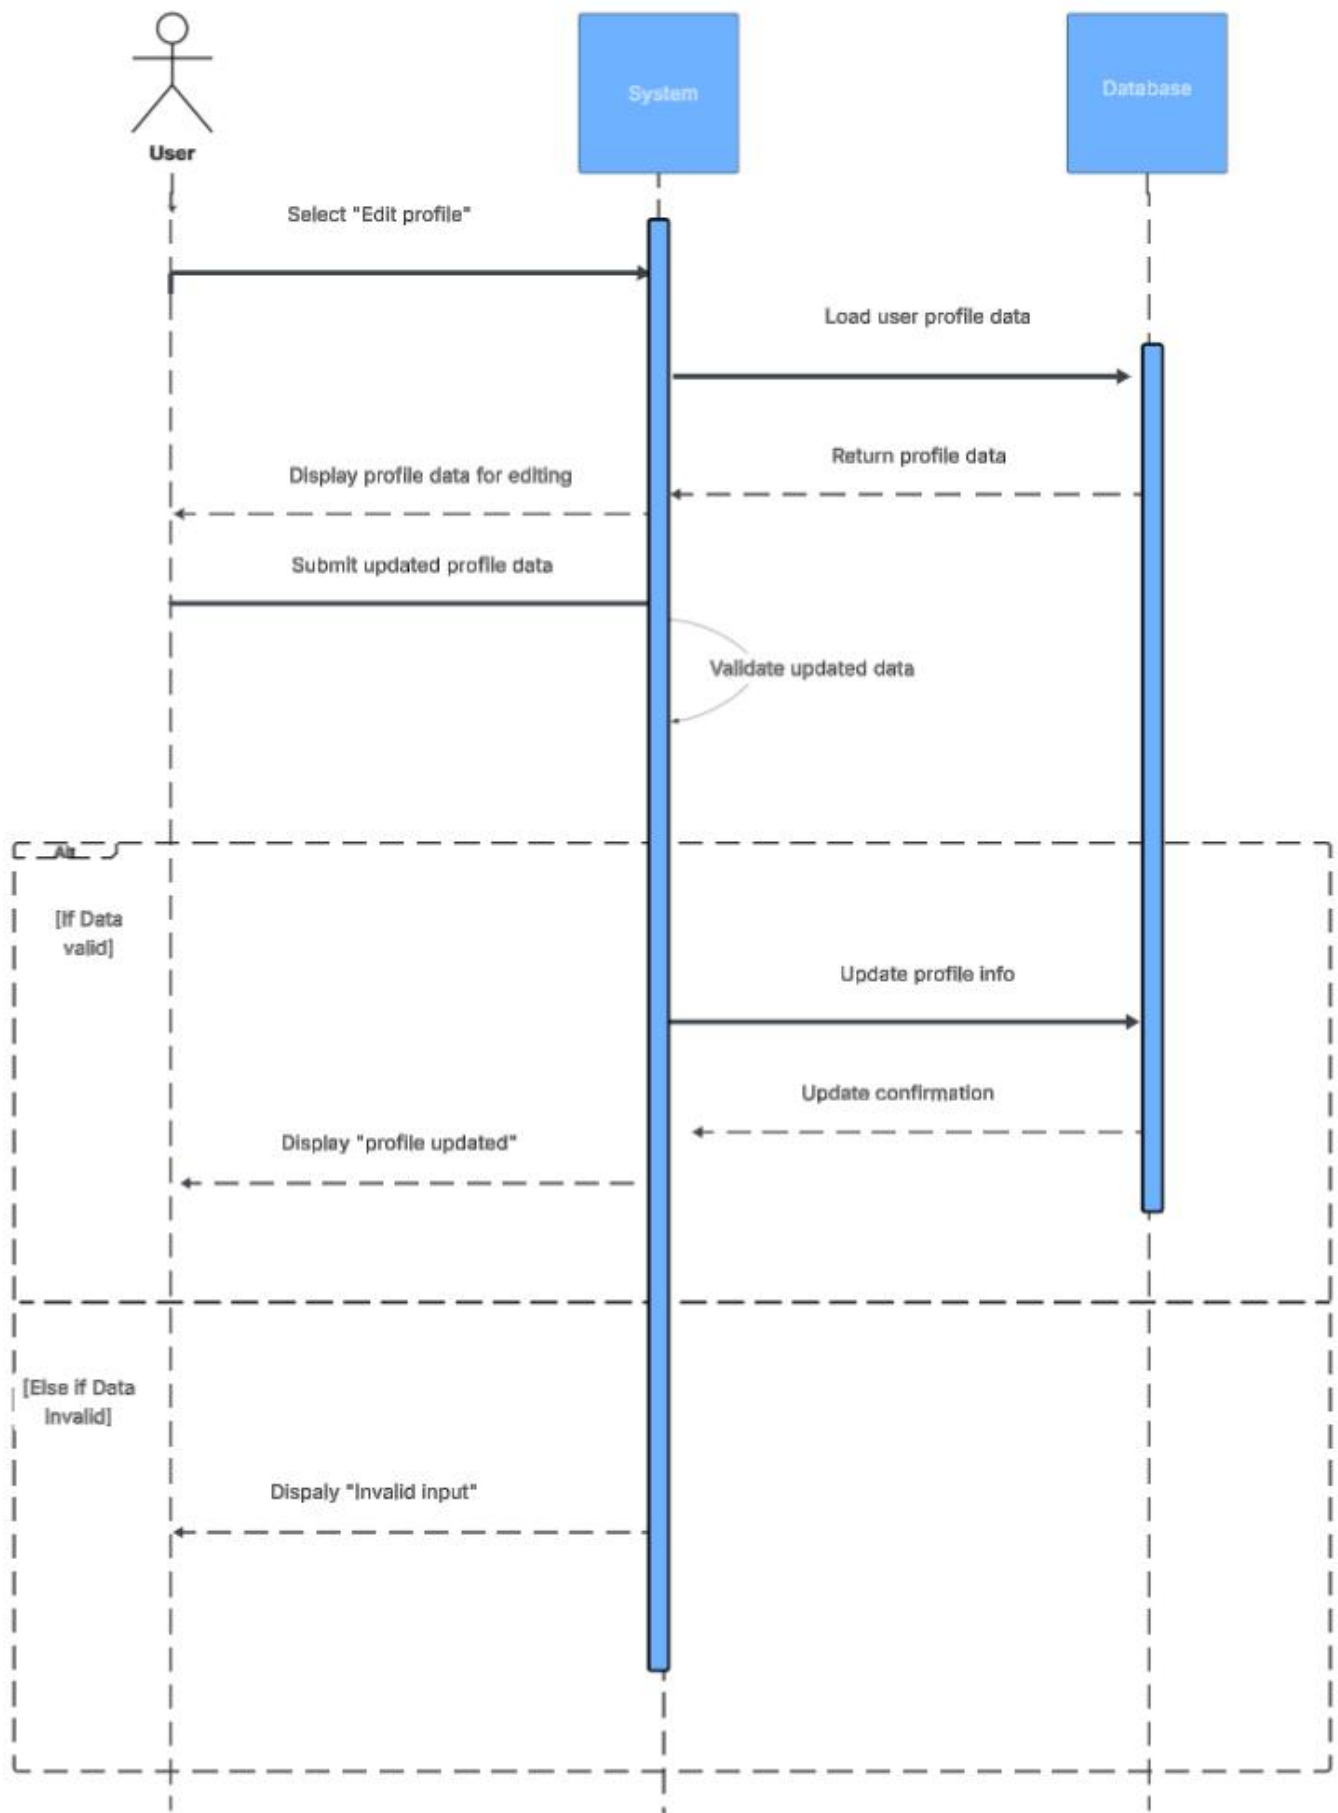 User
System
Database
Select "Edit profile"
Load user profile data
Return profile data
Display profile data for editing
Submit updated profile data
Validate updated data
Alt
[If Data
valid]
Update profile info
Update confirmation
Display "profile updated"
[Else if Data
Invalid]
Dispaly "Invalid input"